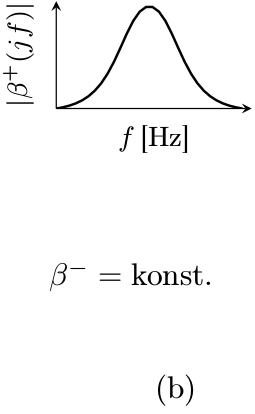 |β⁺(jf)|
f [Hz]
β⁻ = konst.
(b)